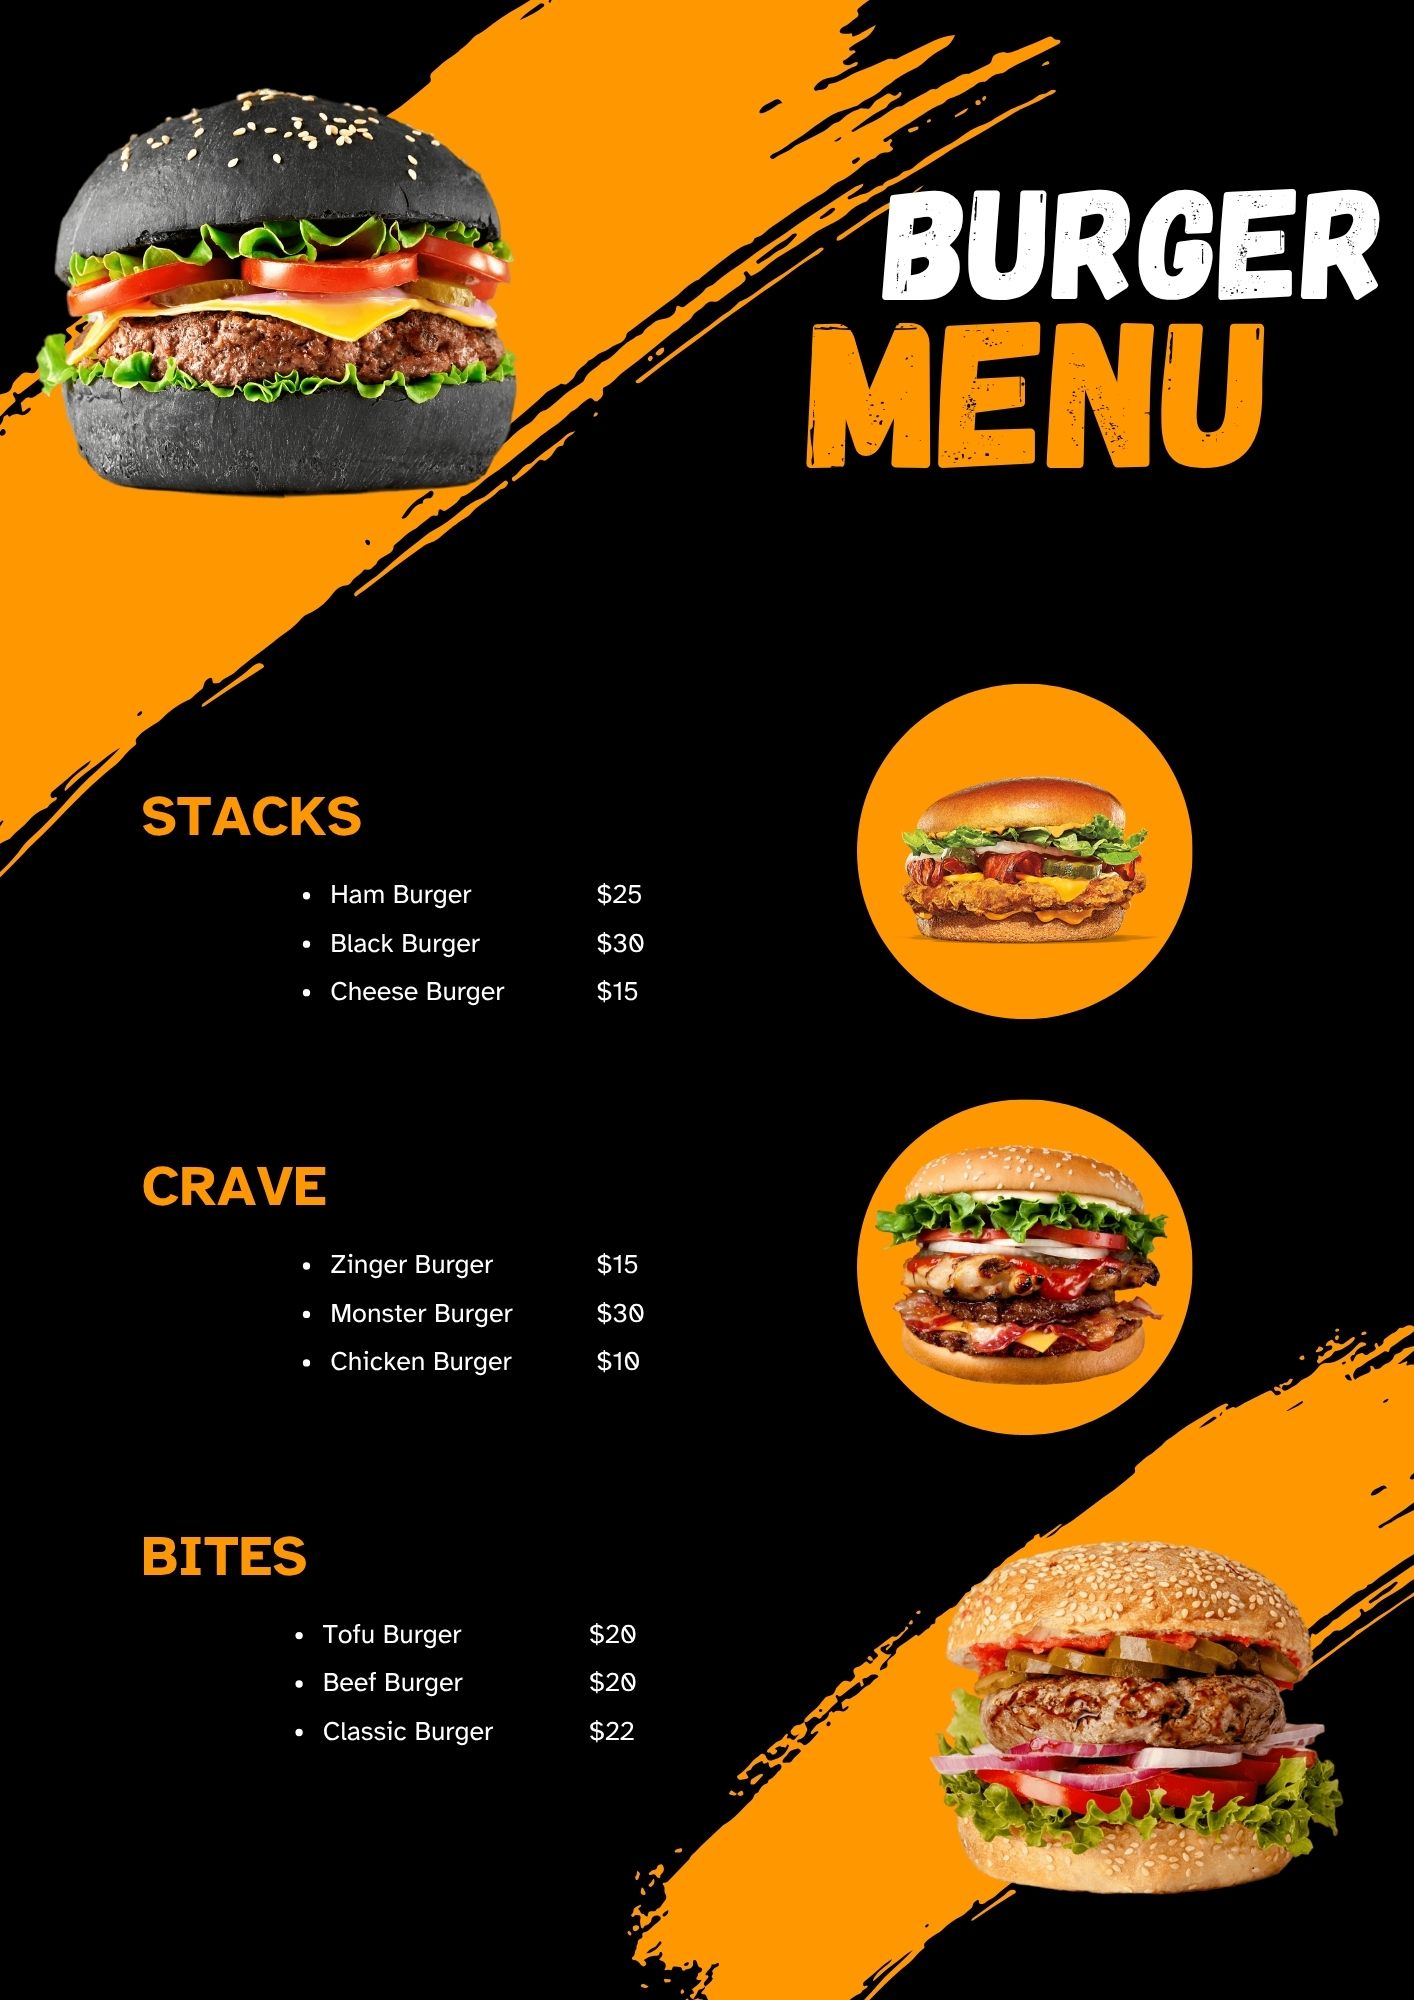 BURGER
MENU
STACKS
• Ham Burger $25
• Black Burger $30
• Cheese Burger $15
CRAVE
• Zinger Burger $15
• Monster Burger $30
• Chicken Burger $10
BITES
• Tofu Burger $20
• Beef Burger $20
• Classic Burger $22